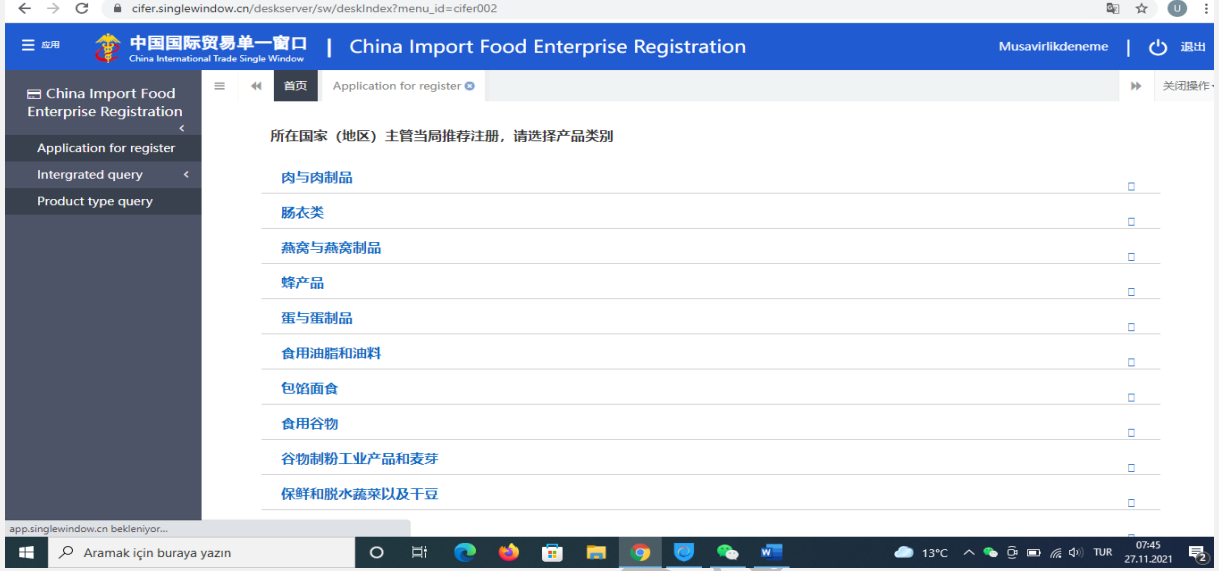 cifer.singlewindow.cn/deskserver/sw/deskIndex?menu_id=cifer002
U
应用
中国国际贸易单一窗口
China International Trade Single Window
| China Import Food Enterprise Registration
Musavirlikdeneme | 退出
China Import Food Enterprise Registration
Application for register
Intergrated query
Product type query
首页
Application for register
关闭操作
所在国家（地区）主管当局推荐注册，请选择产品类别
肉与肉制品
肠衣类
燕窝与燕窝制品
蜂产品
蛋与蛋制品
食用油脂和油料
包馅面食
食用谷物
谷物制粉工业产品和麦芽
保鲜和脱水蔬菜以及干豆
app.singlewindow.cn bekleniyor...
Aramak için buraya yazın
13°C
TUR
07:45
27.11.2021
2